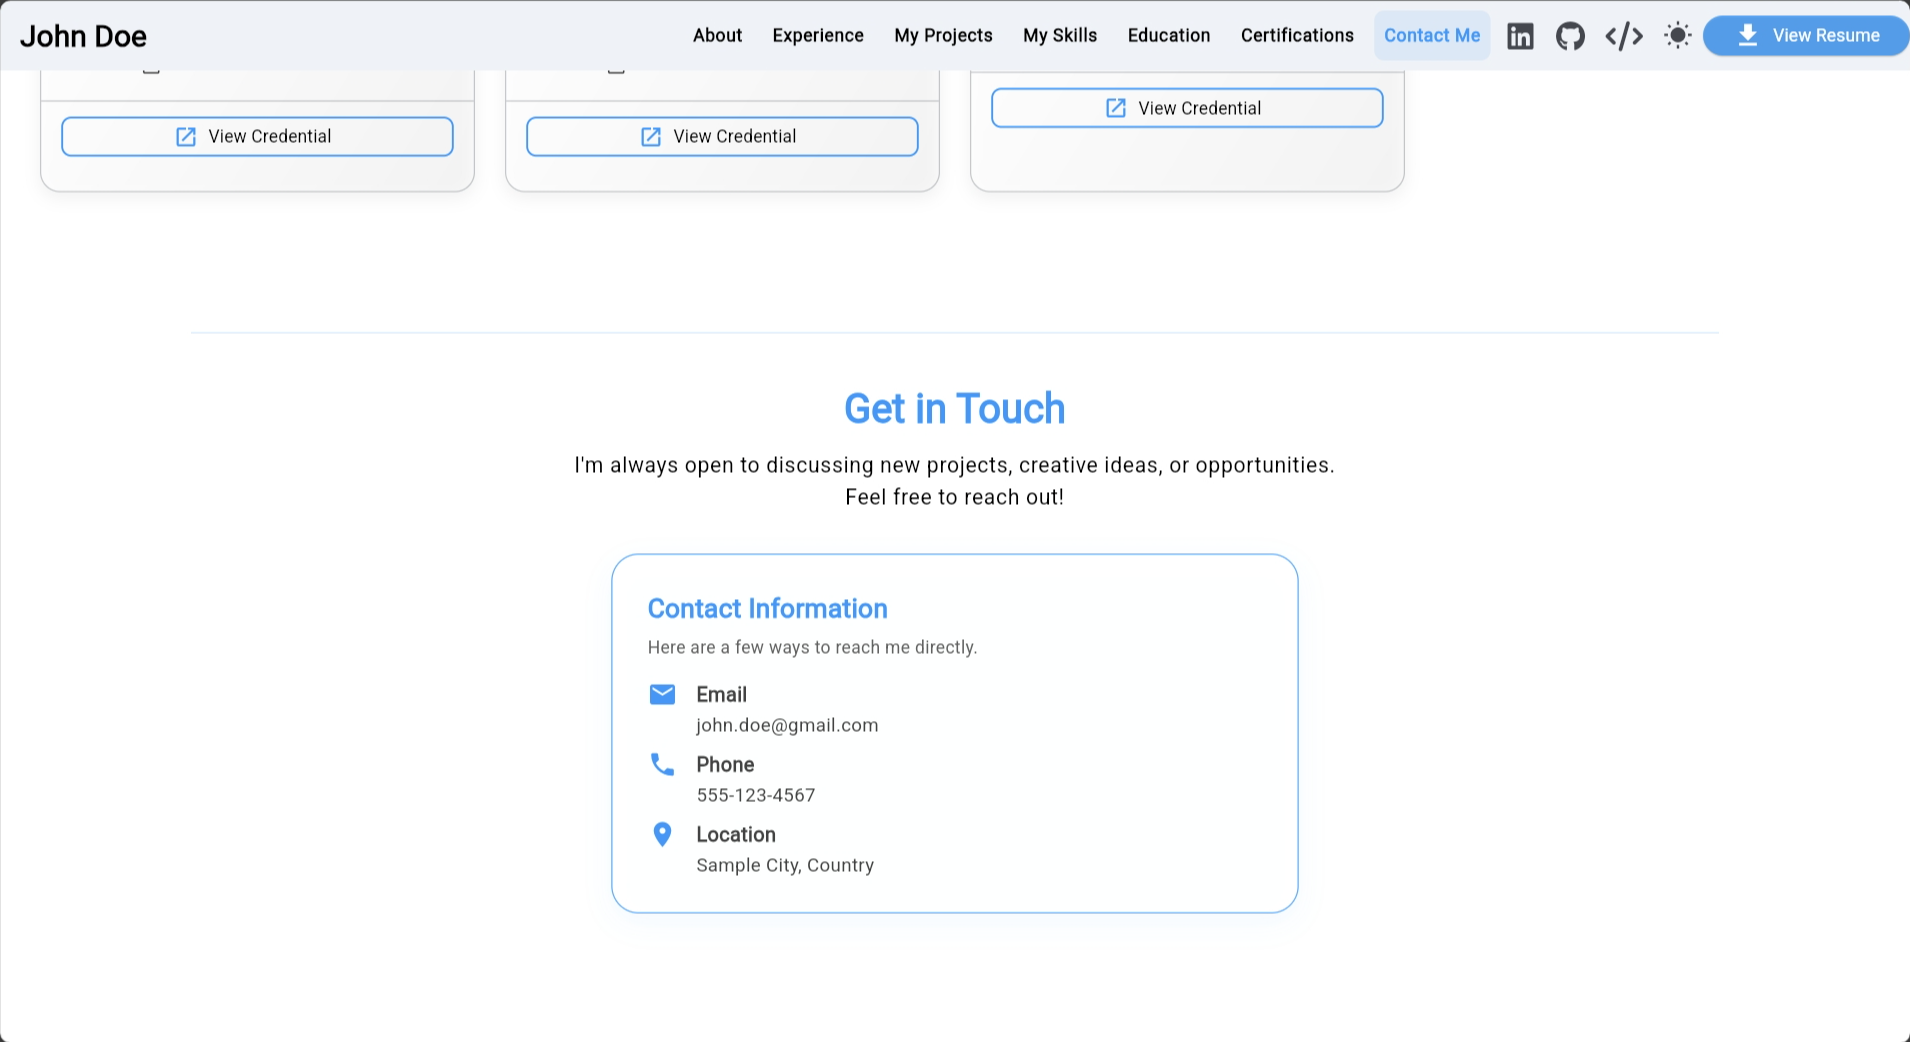 John Doe
About
Experience
My Projects
My Skills
Education
Certifications
Contact Me
View Resume
View Credential
View Credential
View Credential
Get in Touch
I'm always open to discussing new projects, creative ideas, or opportunities.
Feel free to reach out!
Contact Information
Here are a few ways to reach me directly.
Email
john.doe@gmail.com
Phone
555-123-4567
Location
Sample City, Country